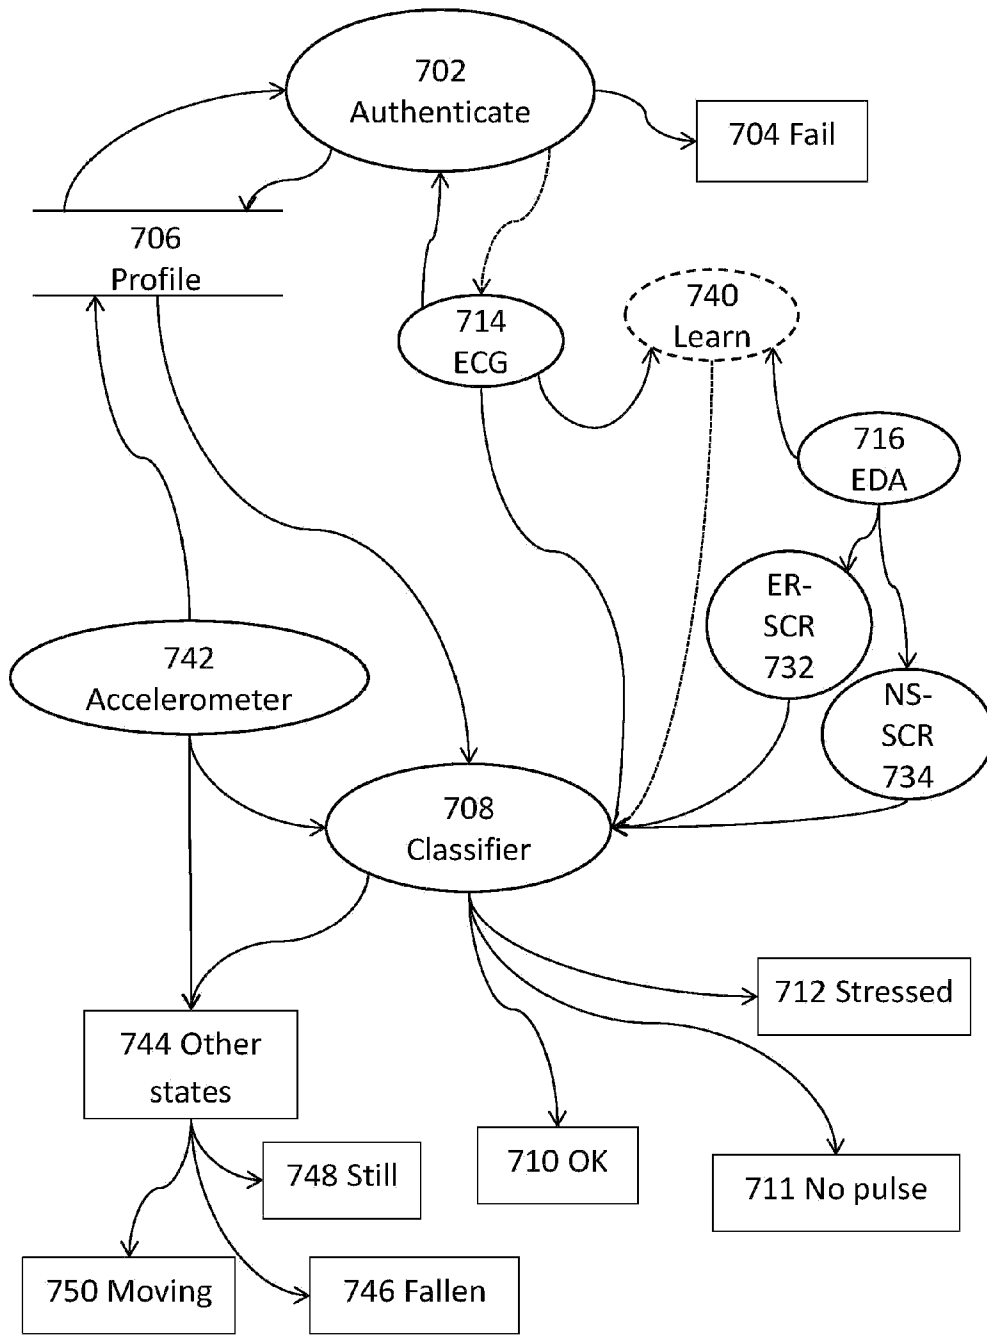 702
Authenticate
704 Fail
706
Profile
714
ECG
740
Learn
716
EDA
ER-
SCR
732
742
Accelerometer
NS-
SCR
734
708
Classifier
712 Stressed
744 Other
states
748 Still
710 OK
711 No pulse
750 Moving
746 Fallen